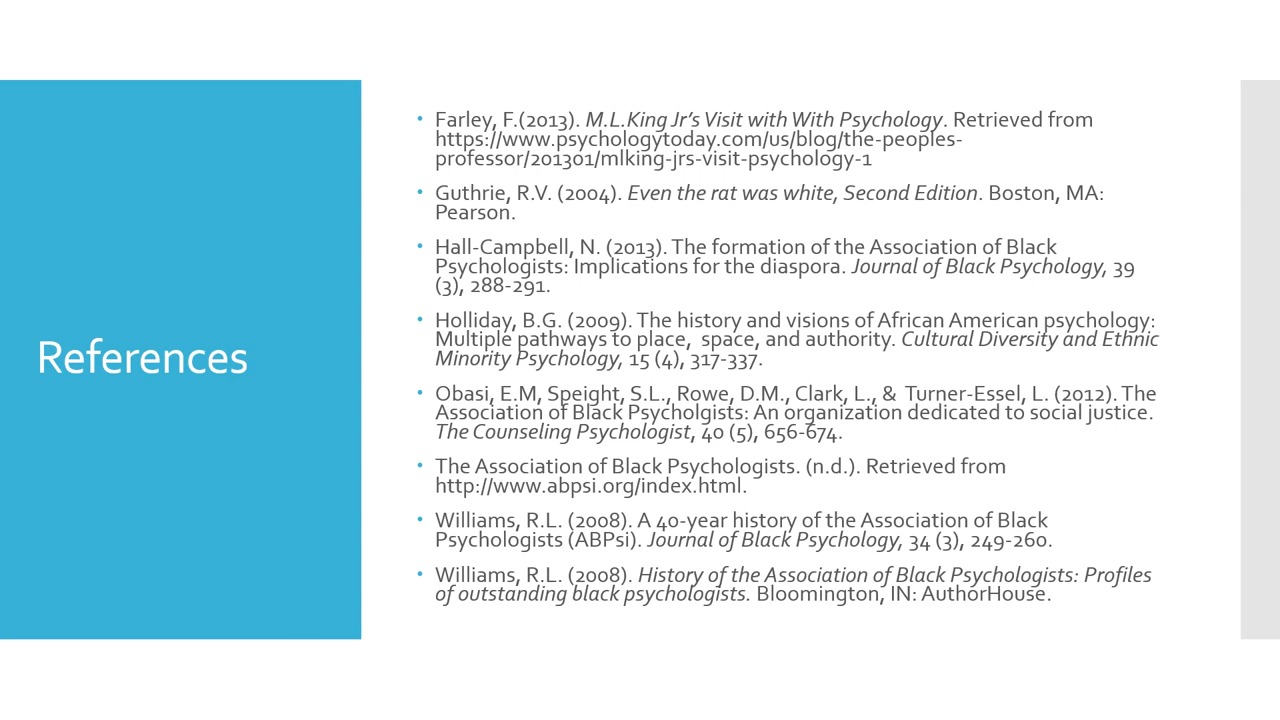 References
• Farley, F.(2013). M.L.King Jr’s Visit with With Psychology. Retrieved from
https://www.psychologytoday.com/us/blog/the-peoples-
professor/201301/mlking-jrs-visit-psychology-1
• Guthrie, R.V. (2004). Even the rat was white, Second Edition. Boston, MA:
Pearson.
• Hall-Campbell, N. (2013). The formation of the Association of Black
Psychologists: Implications for the diaspora. Journal of Black Psychology, 39
(3), 288-291.
• Holliday, B.G. (2009). The history and visions of African American psychology:
Multiple pathways to place,  space, and authority. Cultural Diversity and Ethnic
Minority Psychology, 15 (4), 317-337.
• Obasi, E.M, Speight, S.L., Rowe, D.M., Clark, L., &  Turner-Essel, L. (2012). The
Association of Black Psycholgists: An organization dedicated to social justice.
The Counseling Psychologist, 40 (5), 656-674.
• The Association of Black Psychologists. (n.d.). Retrieved from
http://www.abpsi.org/index.html.
• Williams, R.L. (2008). A 40-year history of the Association of Black
Psychologists (ABPsi). Journal of Black Psychology, 34 (3), 249-260.
• Williams, R.L. (2008). History of the Association of Black Psychologists: Profiles
of outstanding black psychologists. Bloomington, IN: AuthorHouse.